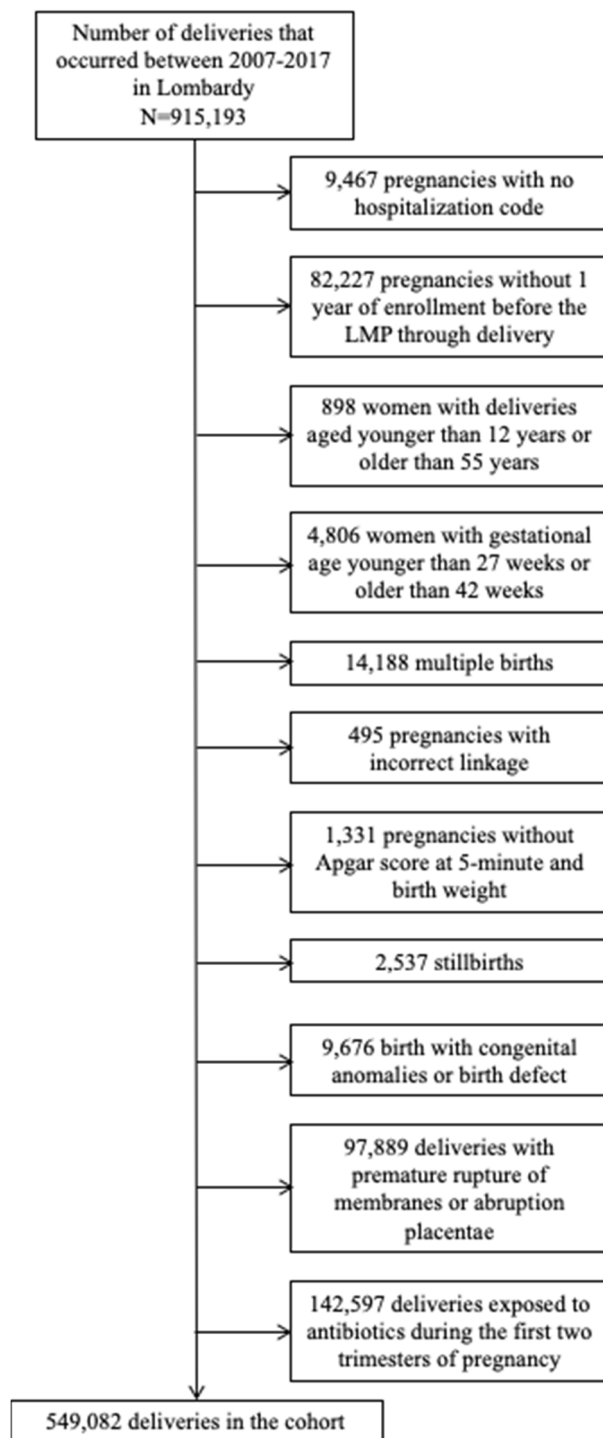 Number of deliveries that
occurred between 2007-2017
in Lombardy
N=915,193
9,467 pregnancies with no
hospitalization code
82,227 pregnancies without 1
year of enrollment before the
LMP through delivery
898 women with deliveries
aged younger than 12 years or
older than 55 years
4,806 women with gestational
age younger than 27 weeks or
older than 42 weeks
14,188 multiple births
495 pregnancies with
incorrect linkage
1,331 pregnancies without
Apgar score at 5-minute and
birth weight
2,537 stillbirths
9,676 birth with congenital
anomalies or birth defect
97,889 deliveries with
premature rupture of
membranes or abruption
placentae
142,597 deliveries exposed to
antibiotics during the first two
trimesters of pregnancy
549,082 deliveries in the cohort